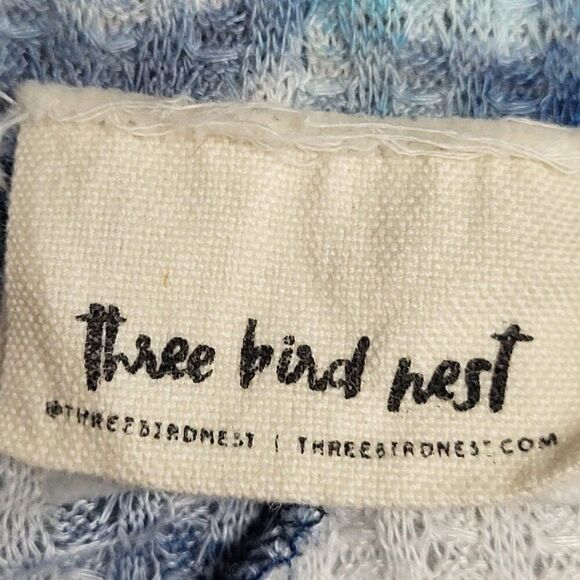 three bird nest
@THREEBIRDNEST | THREEBIRDNEST.COM